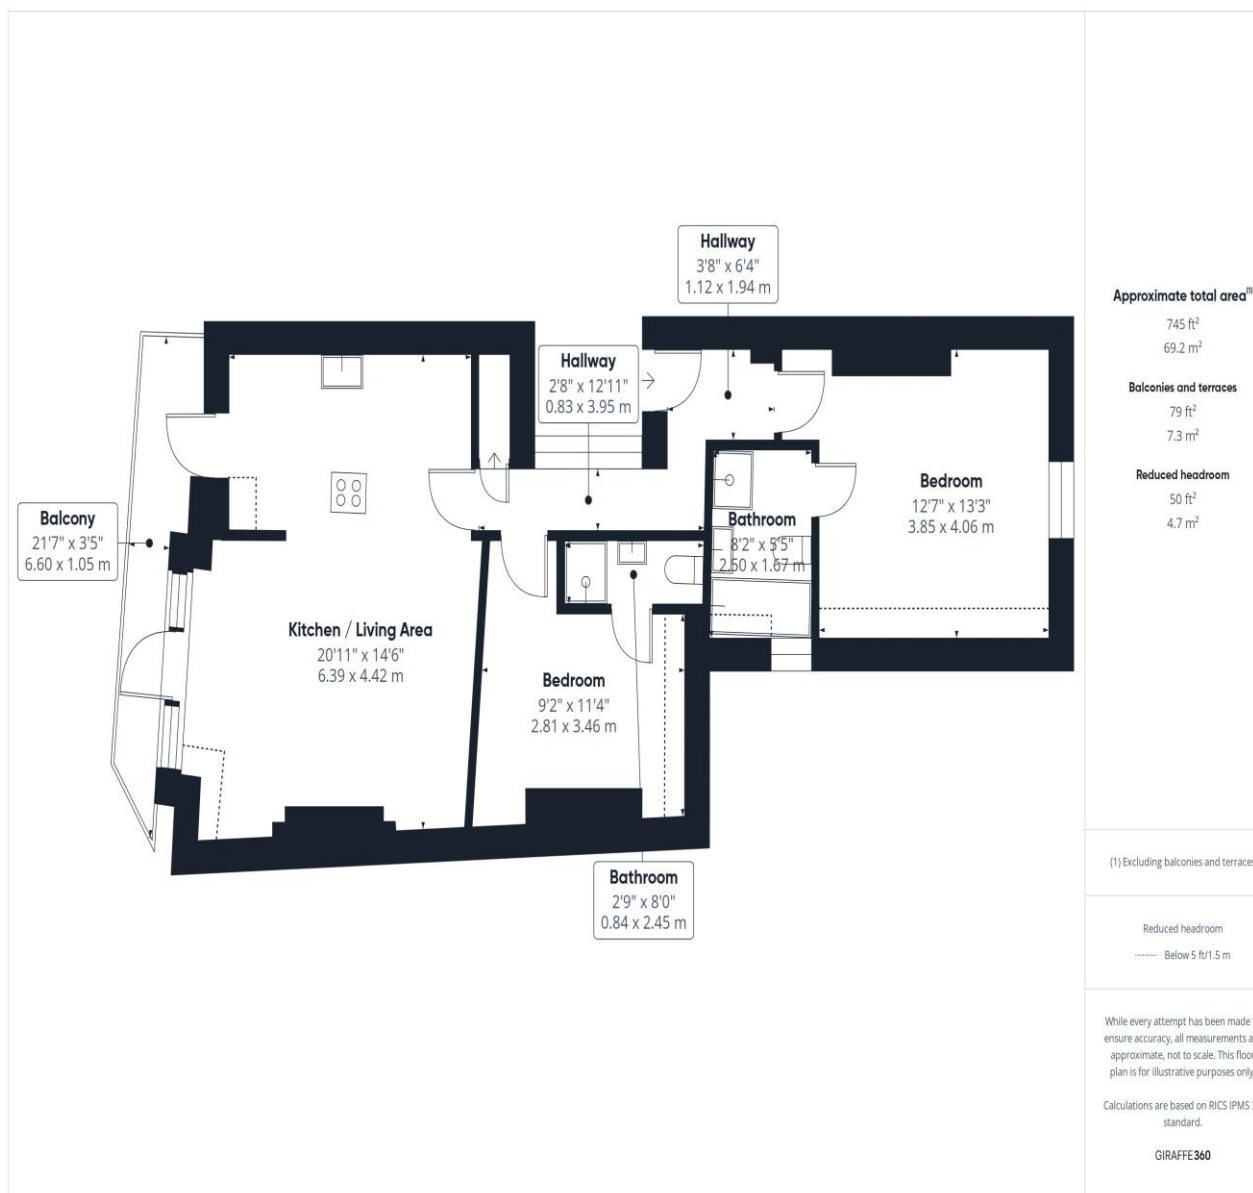 Hallway
3'8" x 6'4"
1.12 x 1.94 m
Hallway
2'8" x 12'11"
0.83 x 3.95 m
Balcony
21'7" x 3'5"
6.60 x 1.05 m
Kitchen / Living Area
20'11" x 14'6"
6.39 x 4.42 m
Bedroom
9'2" x 11'4"
2.81 x 3.46 m
Bathroom
8'2" x 5'5"
2.50 x 1.67 m
Bedroom
12'7" x 13'3"
3.85 x 4.06 m
Bathroom
2'9" x 8'0"
0.84 x 2.45 m
Approximate total area(1)
745 ft²
69.2 m²
Balconies and terraces
79 ft²
7.3 m²
Reduced headroom
50 ft²
4.7 m²
(1) Excluding balconies and terraces
Reduced headroom
Below 5 ft/1.5 m
While every attempt has been made
ensure accuracy, all measurements
approximate, not to scale. This floor
plan is for illustrative purposes only
Calculations are based on RICS IPMS
standard.
GIRAFFE360